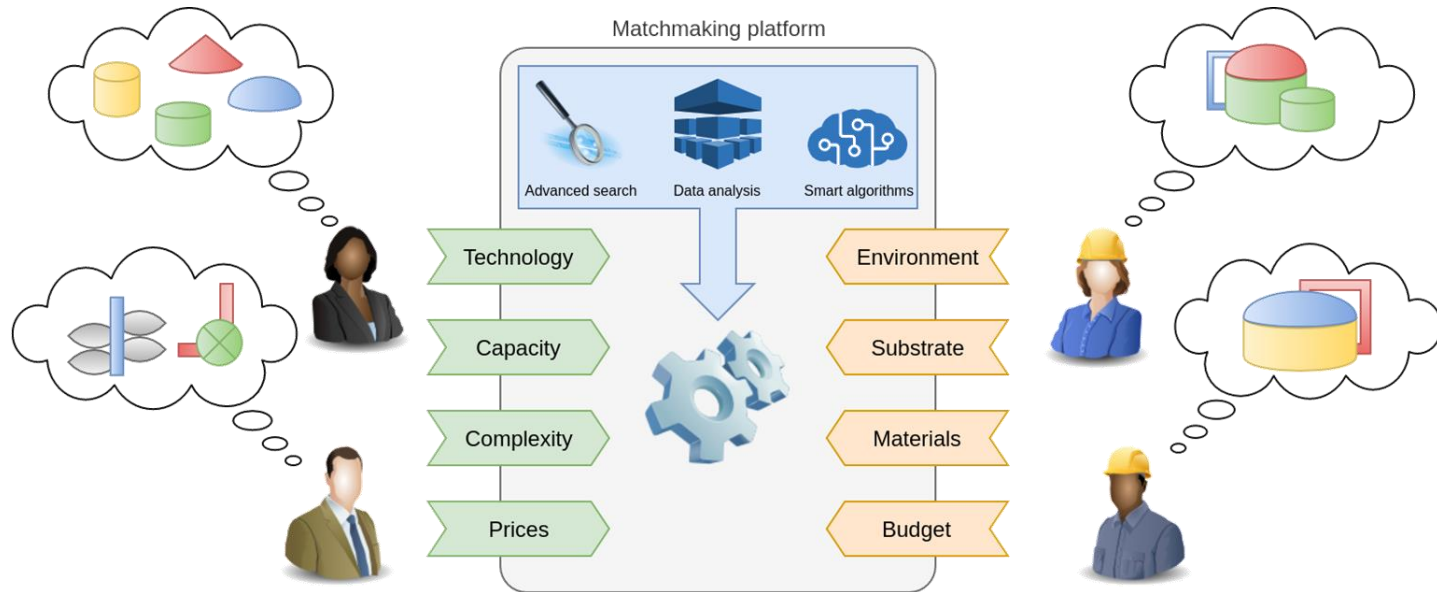 Matchmaking platform
Advanced search
Data analysis
Smart algorithms
Technology
Environment
Capacity
Substrate
Complexity
Materials
Prices
Budget